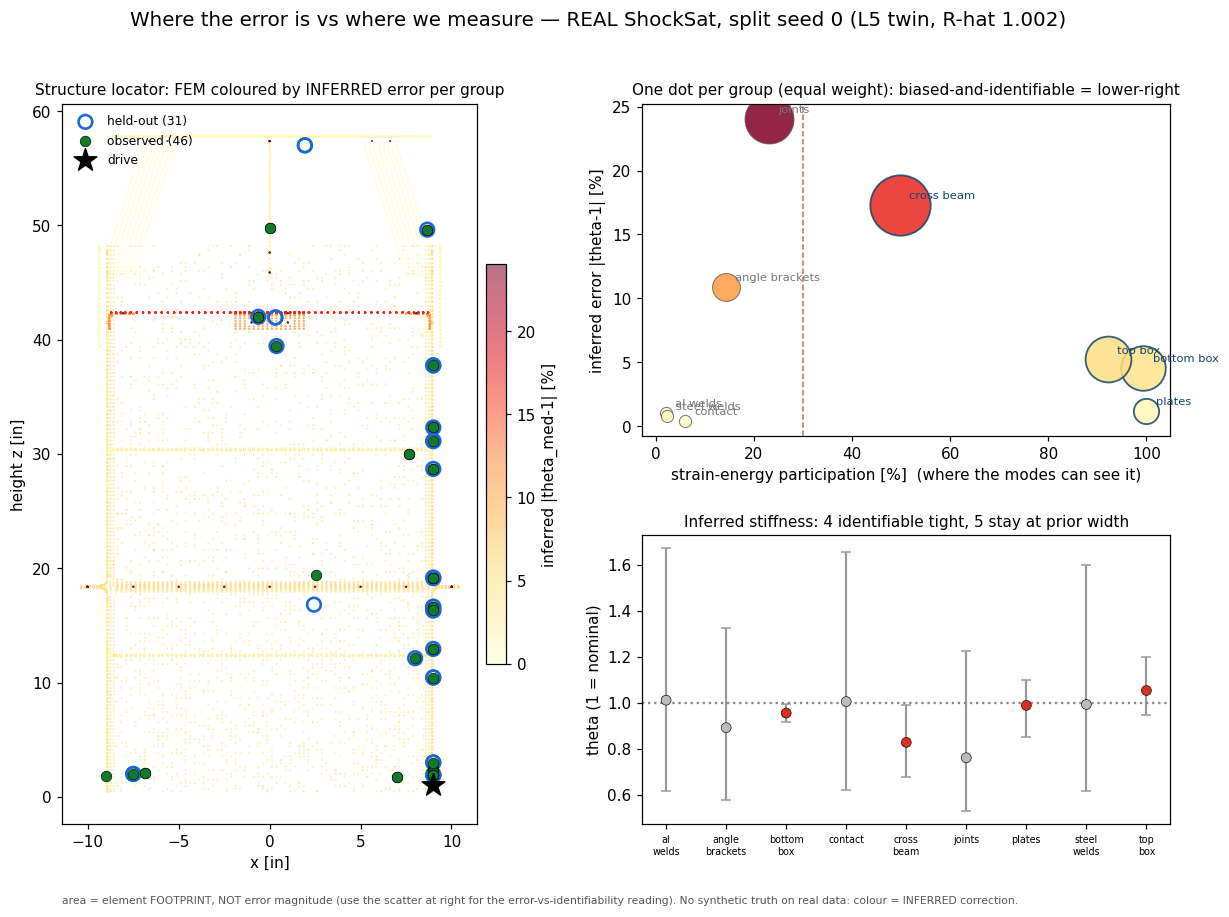 Where the error is vs where we measure — REAL ShockSat, split seed 0 (L5 twin, R-hat 1.002)
Structure locator: FEM coloured by INFERRED error per group
held-out (31)
observed (46)
drive
60
50
40
30
20
10
0
height z [in]
−10
−5
0
5
10
x [in]
20
15
10
5
0
inferred |theta_med-1| [%]
One dot per group (equal weight): biased-and-identifiable = lower-right
25
20
15
10
5
0
inferred error |theta-1| [%]
joints
cross beam
angle brackets
top box
bottom box
plates
al welds
steel welds
contact
0
20
40
60
80
100
strain-energy participation [%]  (where the modes can see it)
Inferred stiffness: 4 identifiable tight, 5 stay at prior width
1.6
1.4
1.2
1.0
0.8
0.6
theta (1 = nominal)
al
welds
angle
brackets
bottom
box
contact
cross
beam
joints
plates
steel
welds
top
box
area = element FOOTPRINT, NOT error magnitude (use the scatter at right for the error-vs-identifiability reading). No synthetic truth on real data: colour = INFERRED correction.